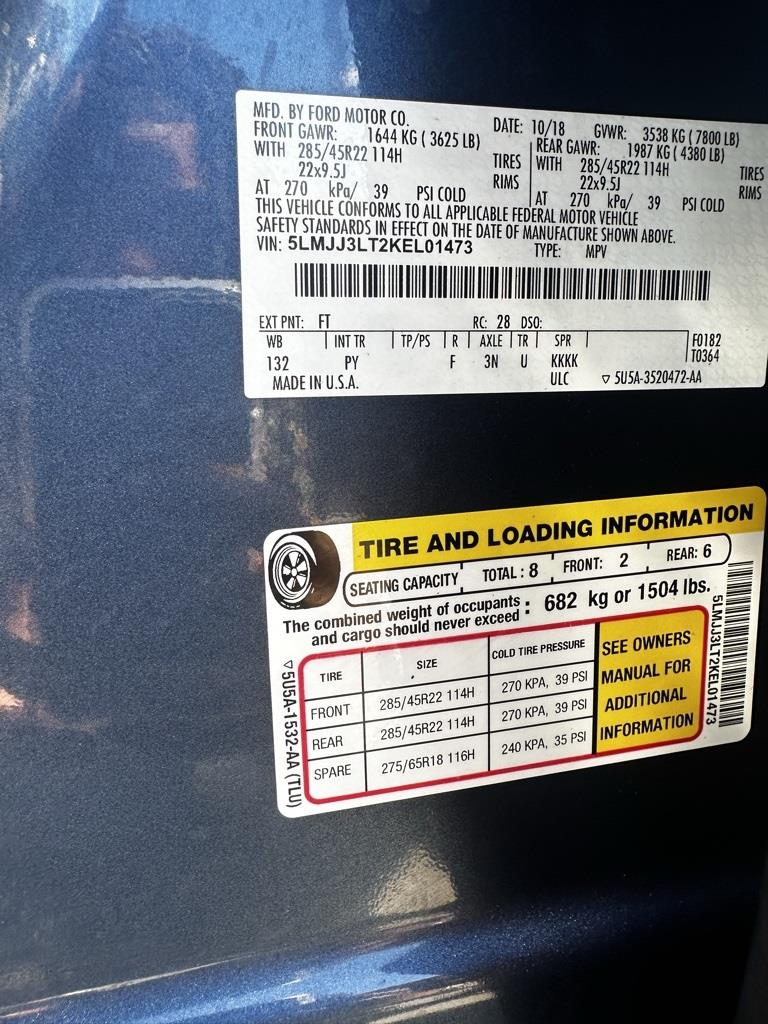 MFD. BY FORD MOTOR CO. DATE: 10/18 GVWR: 3538 KG ( 7800 LB)
FRONT GAWR: 1644 KG ( 3625 LB) REAR GAWR: 1987 KG ( 4380 LB)
WITH 285/45R22 114H TIRES WITH 285/45R22 114H TIRES
22x9.5J RIMS 22x9.5J RIMS
AT 270 kPa/ 39 PSI COLD AT 270 kPa/ 39 PSI COLD
THIS VEHICLE CONFORMS TO ALL APPLICABLE FEDERAL MOTOR VEHICLE
SAFETY STANDARDS IN EFFECT ON THE DATE OF MANUFACTURE SHOWN ABOVE.
VIN: 5LMJJ3LT2KEL01473 TYPE: MPV
EXT PNT: FT RC: 28 DSO:
WB INT TR TP/PS R AXLE TR SPR F0182
132 PY F 3N U KKKK T0364
MADE IN U.S.A. ULC ▽ 5U5A-3520472-AA
TIRE AND LOADING INFORMATION
SEATING CAPACITY TOTAL : 8 FRONT: 2 REAR: 6
The combined weight of occupants
and cargo should never exceed : 682 kg or 1504 lbs.
TIRE SIZE COLD TIRE PRESSURE
FRONT 285/45R22 114H 270 KPA, 39 PSI
REAR 285/45R22 114H 270 KPA, 39 PSI
SPARE 275/65R18 116H 240 KPA, 35 PSI
SEE OWNERS
MANUAL FOR
ADDITIONAL
INFORMATION
▽5U5A-1532-AA (TLU)
5LMJJ3LT2KEL01473